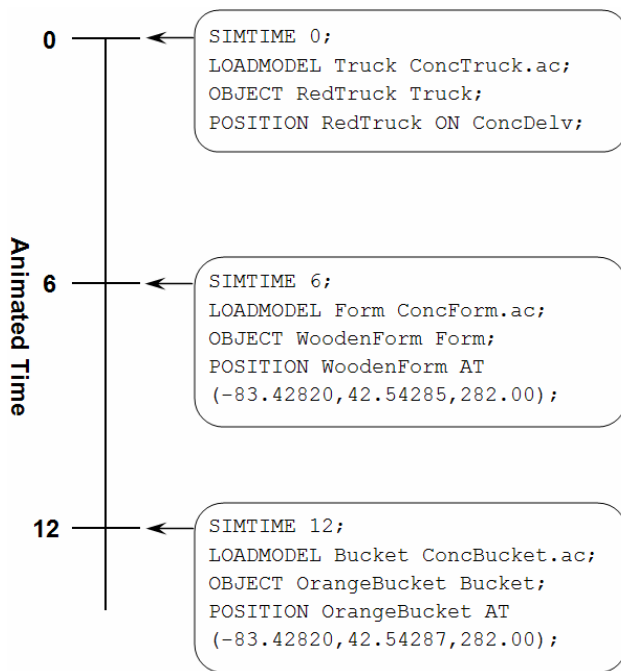 0
SIMTIME 0;
LOADMODEL Truck ConcTruck.ac;
OBJECT RedTruck Truck;
POSITION RedTruck ON ConcDelv;
Animated Time
6
SIMTIME 6;
LOADMODEL Form ConcForm.ac;
OBJECT WoodenForm Form;
POSITION WoodenForm AT
(-83.42820,42.54285,282.00);
12
SIMTIME 12;
LOADMODEL Bucket ConcBucket.ac;
OBJECT OrangeBucket Bucket;
POSITION OrangeBucket AT
(-83.42820,42.54287,282.00);